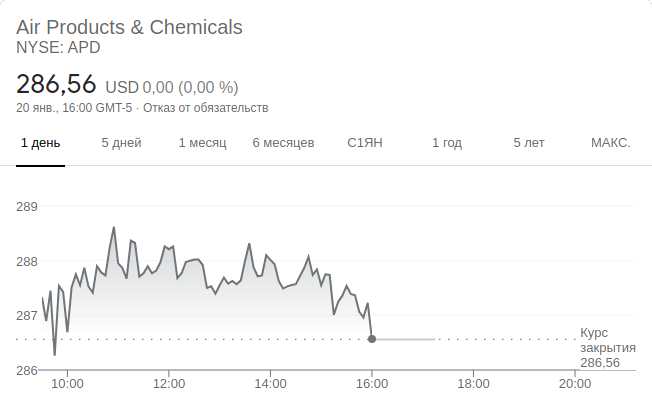 Air Products & Chemicals
NYSE: APD
286,56 USD 0,00 (0,00 %)
20 янв., 16:00 GMT-5 · Отказ от обязательств
1 день 5 дней 1 месяц 6 месяцев С1ЯН 1 год 5 лет МАКС.
289
288
287
286
Курс
закрытия
286,56
10:00 12:00 14:00 16:00 18:00 20:00